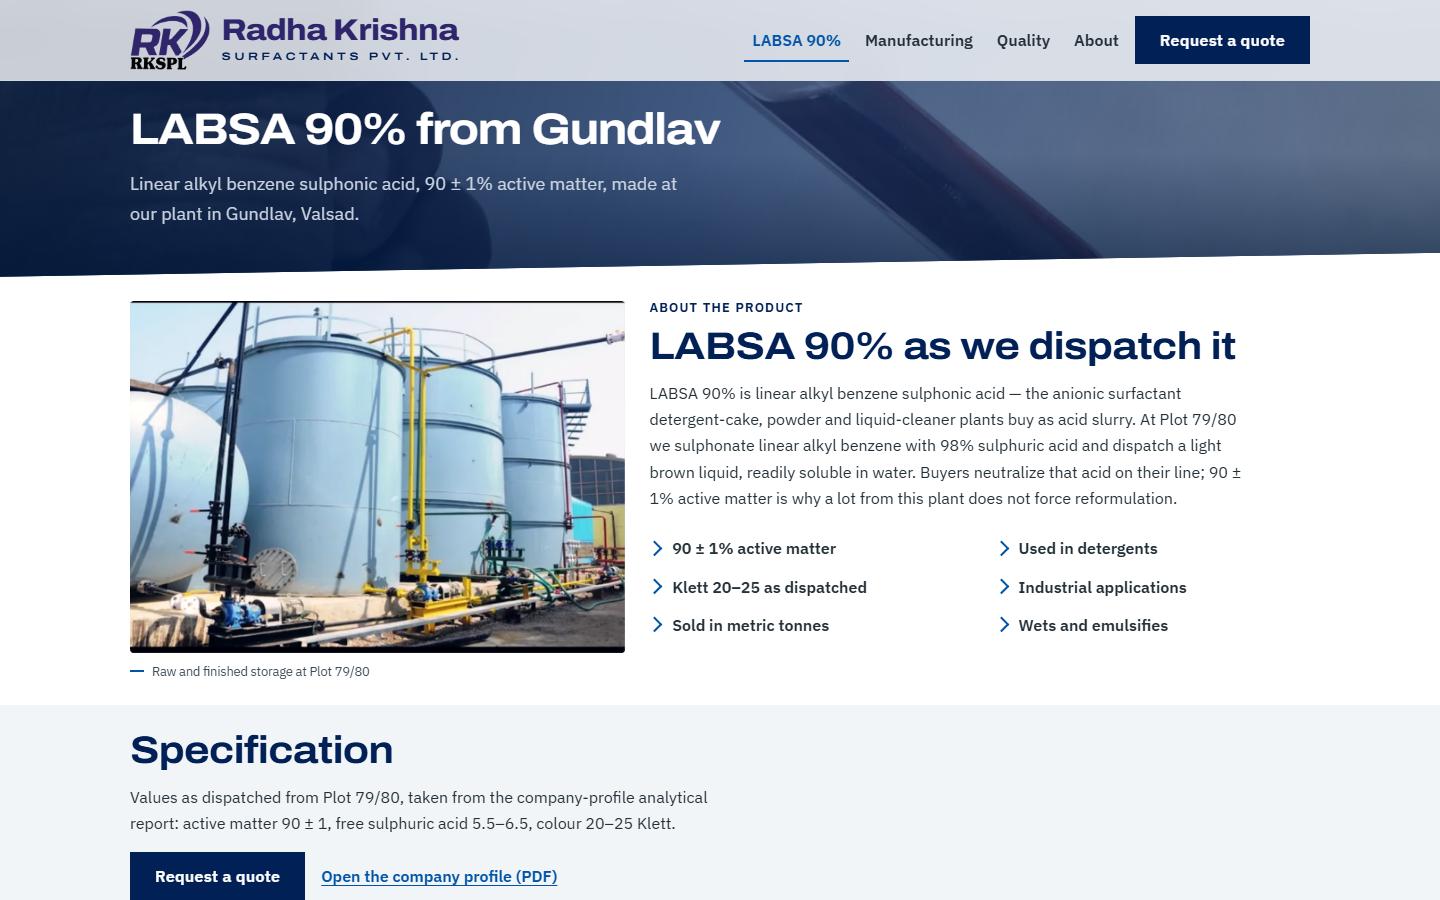 RK
RKSPL
Radha Krishna
SURFACTANTS PVT. LTD.
LABSA 90%
Manufacturing
Quality
About
Request a quote
LABSA 90% from Gundlav
Linear alkyl benzene sulphonic acid, 90 ± 1% active matter, made at
our plant in Gundlav, Valsad.
ABOUT THE PRODUCT
LABSA 90% as we dispatch it
LABSA 90% is linear alkyl benzene sulphonic acid — the anionic surfactant
detergent-cake, powder and liquid-cleaner plants buy as acid slurry. At Plot 79/80
we sulphonate linear alkyl benzene with 98% sulphuric acid and dispatch a light
brown liquid, readily soluble in water. Buyers neutralize that acid on their line; 90 ±
1% active matter is why a lot from this plant does not force reformulation.
90 ± 1% active matter
Used in detergents
Klett 20–25 as dispatched
Industrial applications
Sold in metric tonnes
Wets and emulsifies
Raw and finished storage at Plot 79/80
Specification
Values as dispatched from Plot 79/80, taken from the company-profile analytical
report: active matter 90 ± 1, free sulphuric acid 5.5–6.5, colour 20–25 Klett.
Request a quote
Open the company profile (PDF)